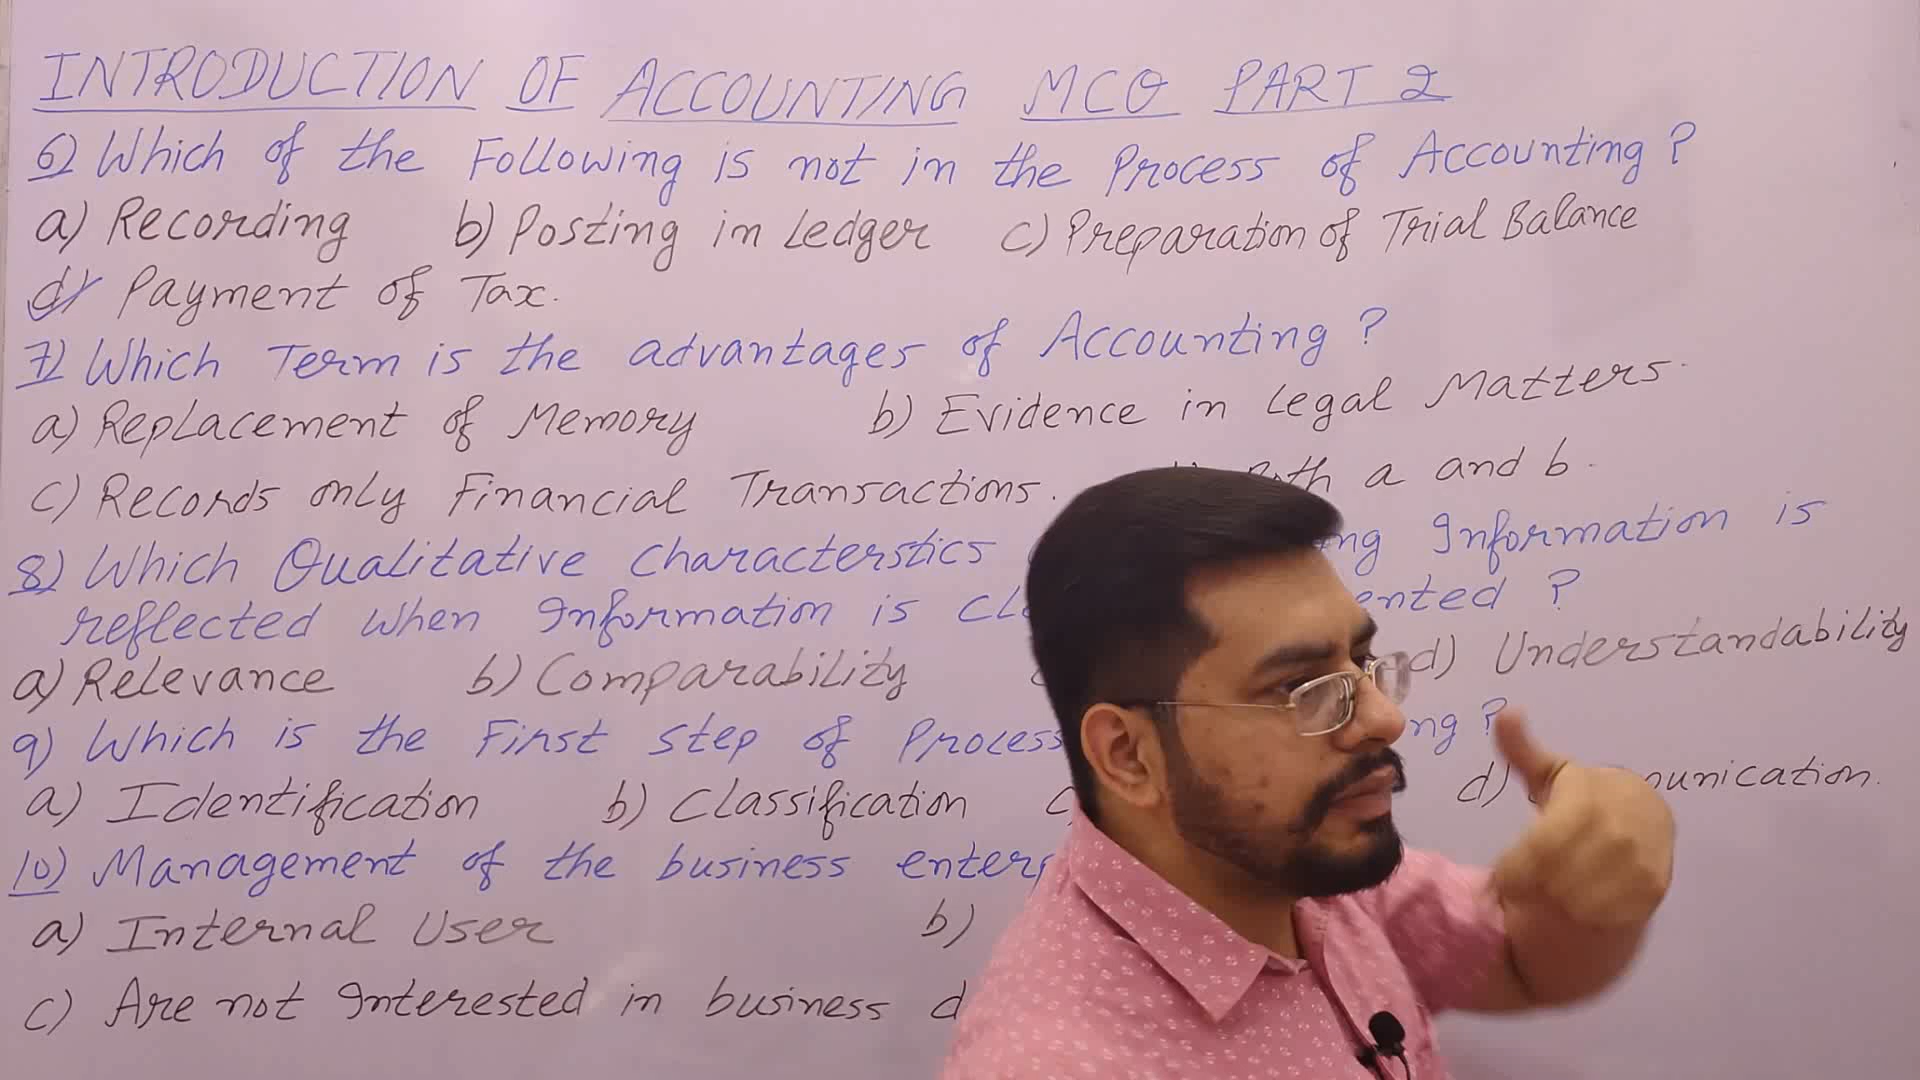 INTRODUCTION OF ACCOUNTING MCQ PART 2
6) Which of the Following is not in the Process of Accounting?
a) Recording b) Posting in Ledger c) Preparation of Trial Balance
d) Payment of Tax.
7) Which Term is the advantages of Accounting?
a) Replacement of Memory b) Evidence in Legal Matters.
c) Records only Financial Transactions. a and b.
8) Which Qualitative Characterstics Information is
reflected when Information is ?
a) Relevance b) Comparability d) Understandability
9) Which is the First step of Process ?
a) Identification b) Classification d)
10) Management of the business
a) Internal User b)
c) Are not Interested in business d